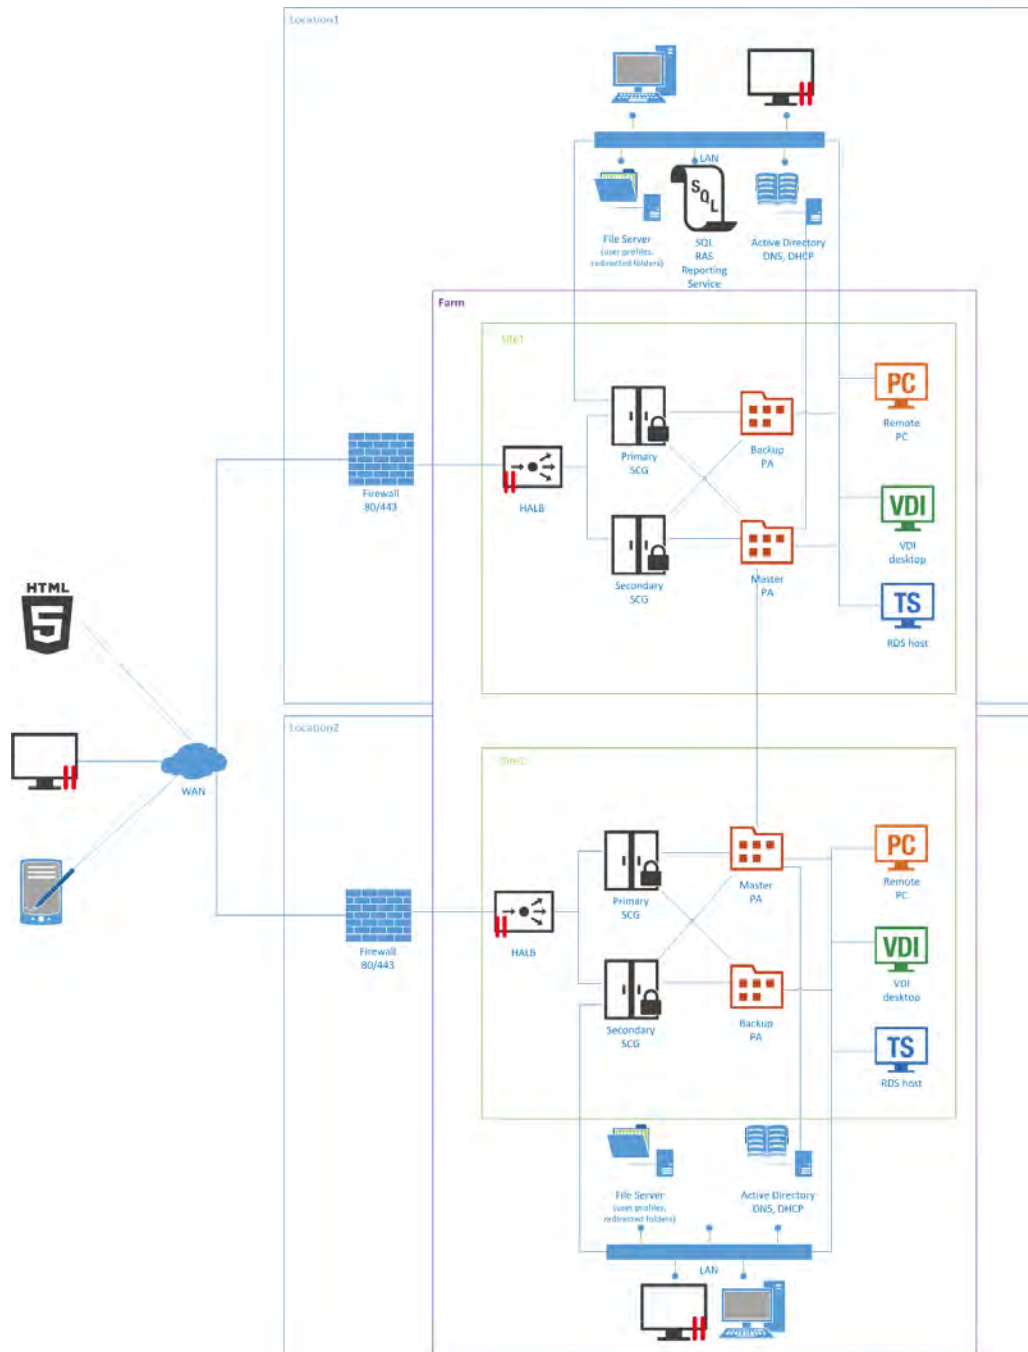 Location1
LAN
SQL
File Server
(user profiles,
redirected folders)
SQL
RAS
Reporting
Service
Active Directory
DNS, DHCP
Farm
Site1
PC
Remote
PC
Primary
SCG
Backup
PA
Firewall
80/443
HALB
VDI
VDI
desktop
Secondary
SCG
Master
PA
HTML
5
TS
RDS host
Location2
WAN
Site2
PC
Remote
PC
Primary
SCG
Master
PA
Firewall
80/443
HALB
VDI
VDI
desktop
Secondary
SCG
Backup
PA
TS
RDS host
File Server
(user profiles,
redirected folders)
Active Directory
DNS, DHCP
LAN